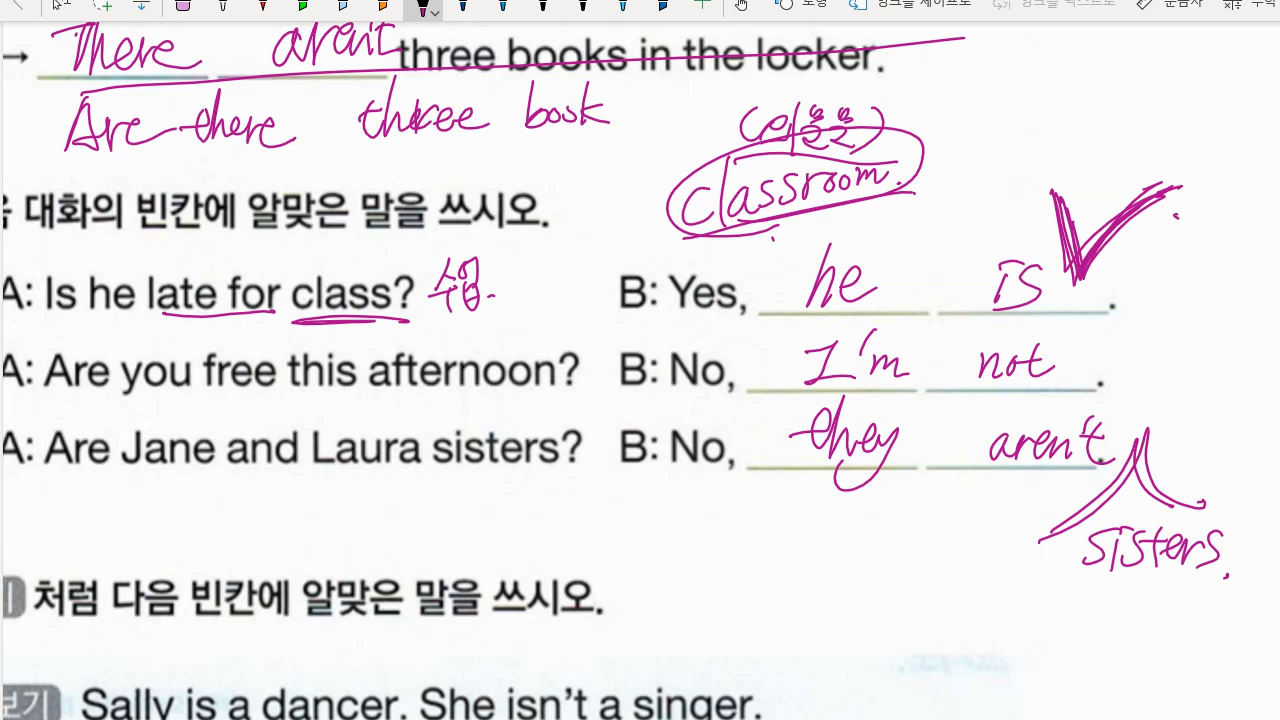 → There aren't three books in the locker.
Are there three book
classroom.
대화의 빈칸에 알맞은 말을 쓰시오.
A: Is he late for class? 수업. B: Yes, he is.
A: Are you free this afternoon? B: No, I'm not.
A: Are Jane and Laura sisters? B: No, they aren't.
sisters.
처럼 다음 빈칸에 알맞은 말을 쓰시오.
보기 Sally is a dancer. She isn't a singer.